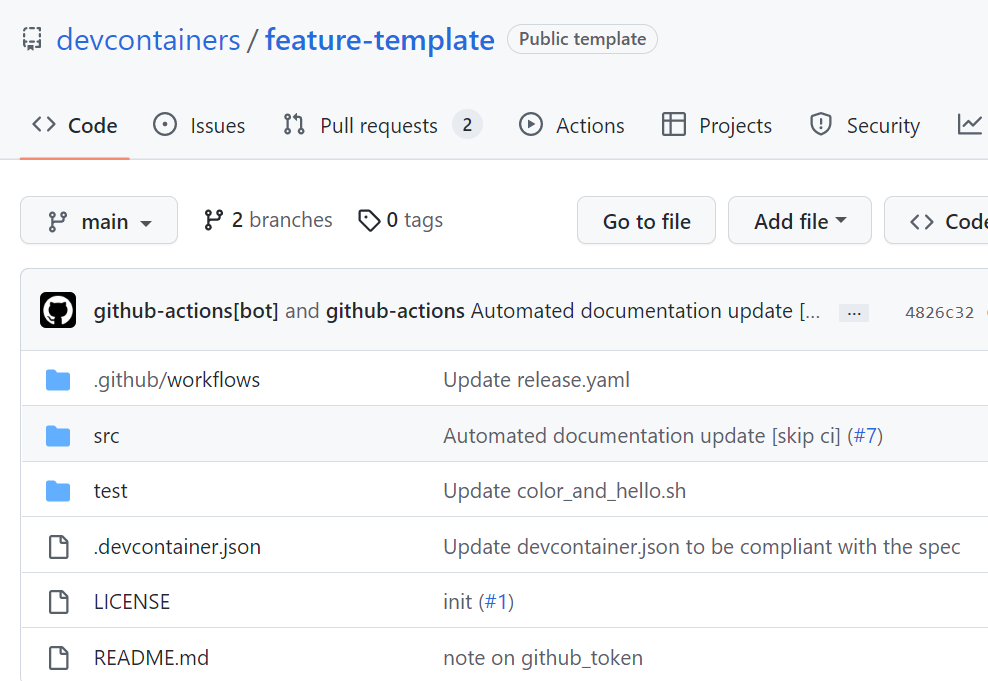 devcontainers / feature-template Public template
Code Issues Pull requests 2 Actions Projects Security
main 2 branches 0 tags Go to file Add file Code
github-actions[bot] and github-actions Automated documentation update [... ... 4826c32
.github/workflows Update release.yaml
src Automated documentation update [skip ci] (#7)
test Update color_and_hello.sh
.devcontainer.json Update devcontainer.json to be compliant with the spec
LICENSE init (#1)
README.md note on github_token